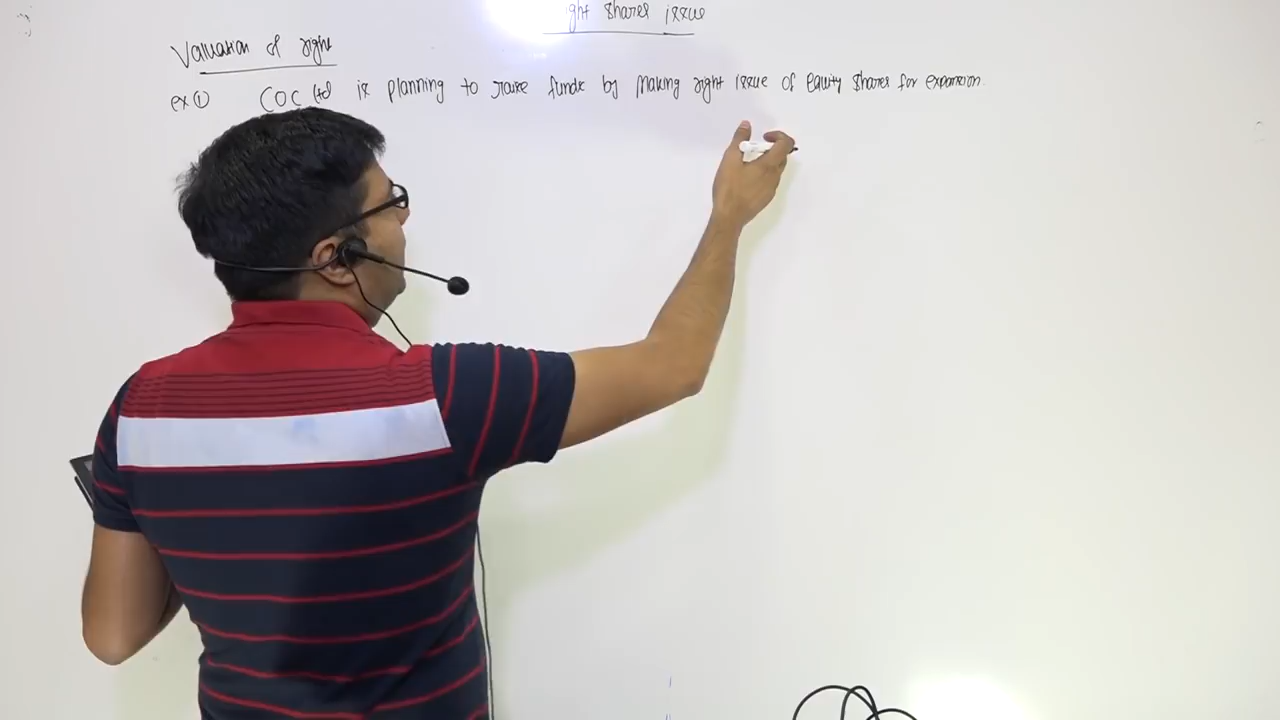 ght shares issue
Valuation of right
ex ① COC Ltd is planning to raise funds by making right issue of equity shares for expansion.